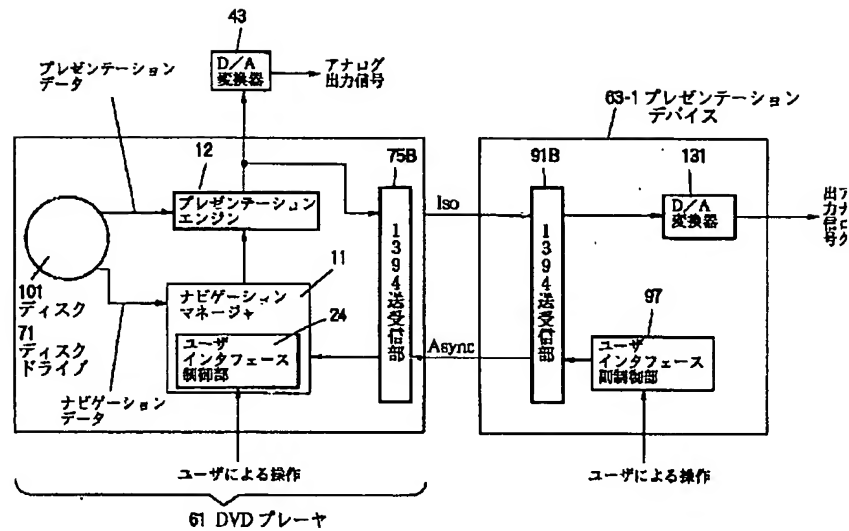 43
D/A
変換器
アナログ
出力信号
プレゼンテーション
データ
63-1 プレゼンテーション
デバイス
12
プレゼンテーション
エンジン
75B
1394送受信部
Iso
91B
1394送受信部
131
D/A
変換器
アナログ
出力信号
101
ディスク
71
ディスク
ドライブ
11
ナビゲーション
マネージャ
24
ユーザ
インタフェース
制御部
Async
97
ユーザ
インタフェース
制御部
ナビゲーション
データ
ユーザによる操作
ユーザによる操作
61 DVD プレーヤ